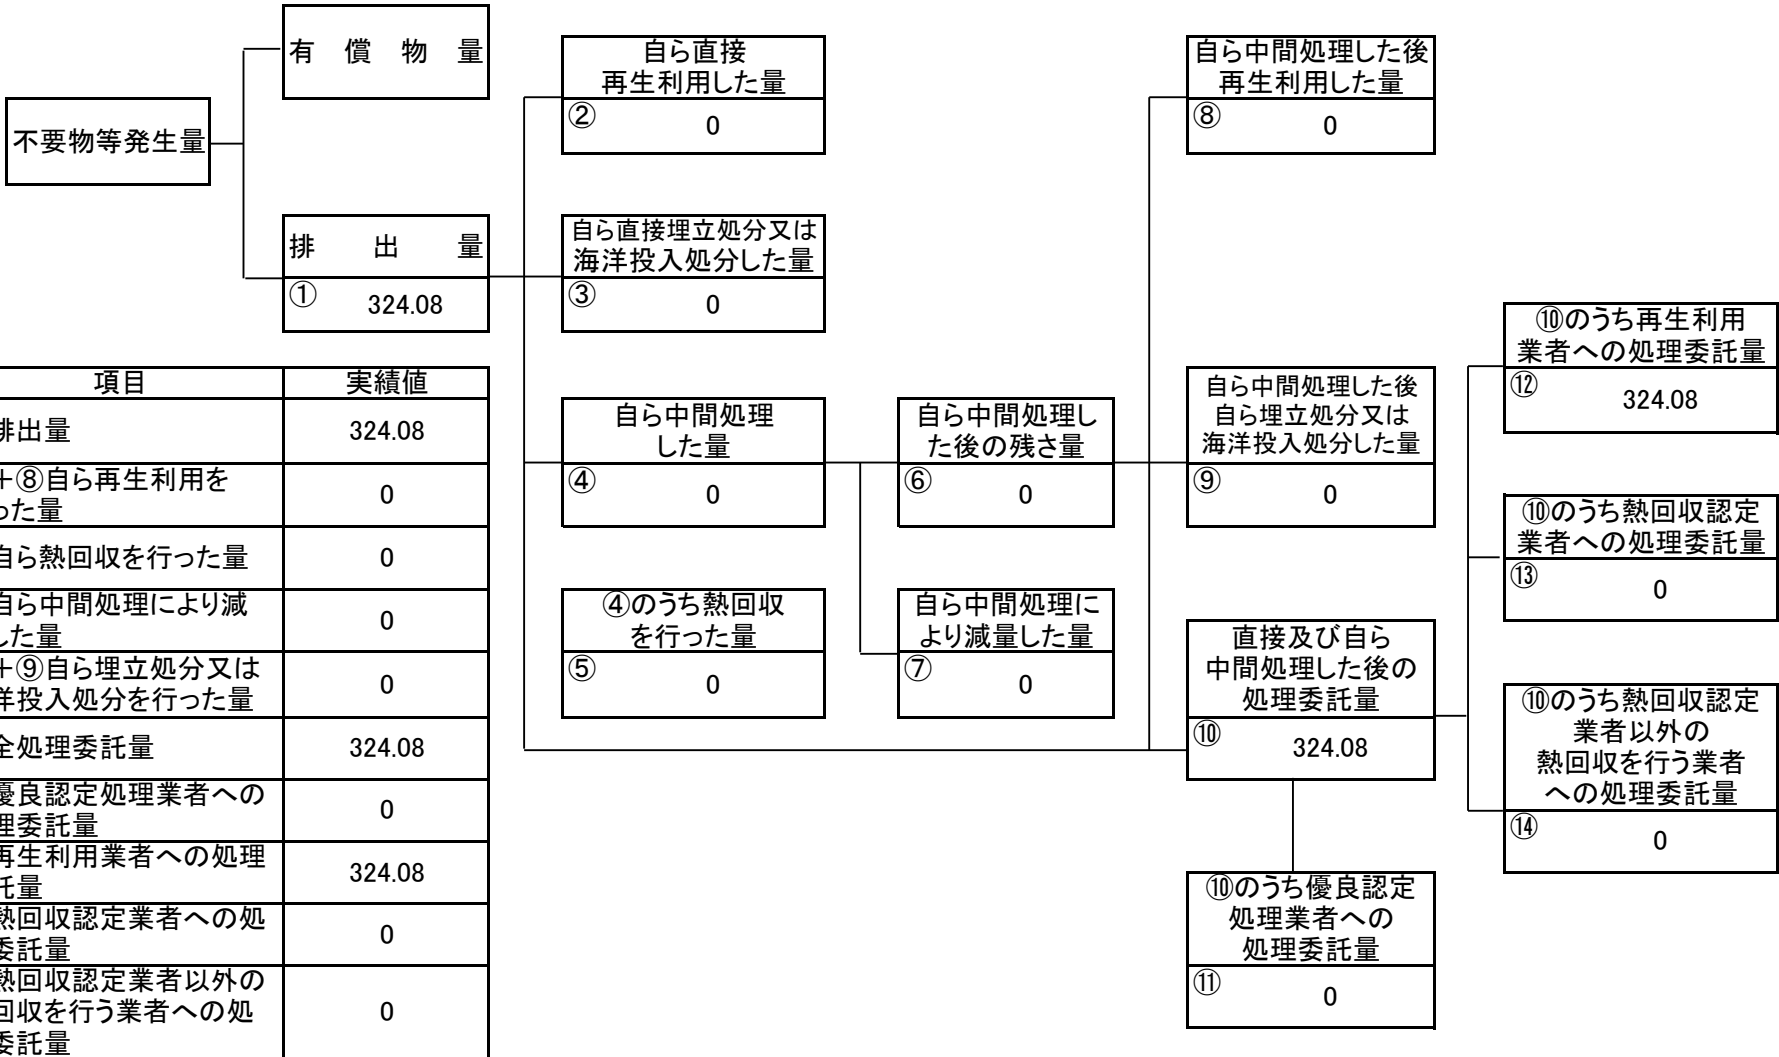 有 償 物 量
不要物等発生量
排 出 量
① 324.08
自ら直接
再生利用した量
② 0
自ら直接埋立処分又は
海洋投入処分した量
③ 0
自ら中間処理
した量
④ 0
④のうち熱回収
を行った量
⑤ 0
自ら中間処理し
た後の残さ量
⑥ 0
自ら中間処理に
より減量した量
⑦ 0
自ら中間処理した後
再生利用した量
⑧ 0
自ら中間処理した後
自ら埋立処分又は
海洋投入処分した量
⑨ 0
直接及び自ら
中間処理した後の
処理委託量
⑩ 324.08
⑩のうち優良認定
処理業者への
処理委託量
⑪ 0
⑩のうち再生利用
業者への処理委託量
⑫ 324.08
⑩のうち熱回収認定
業者への処理委託量
⑬ 0
⑩のうち熱回収認定
業者以外の
熱回収を行う業者
への処理委託量
⑭ 0
項目 実績値
排出量 324.08
+⑧自ら再生利用を
った量 0
自ら熱回収を行った量 0
自ら中間処理により減
した量 0
+⑨自ら埋立処分又は
洋投入処分を行った量 0
全処理委託量 324.08
優良認定処理業者への
理委託量 0
再生利用業者への処理
託量 324.08
熱回収認定業者への処
委託量 0
熱回収認定業者以外の
回収を行う業者への処
委託量 0